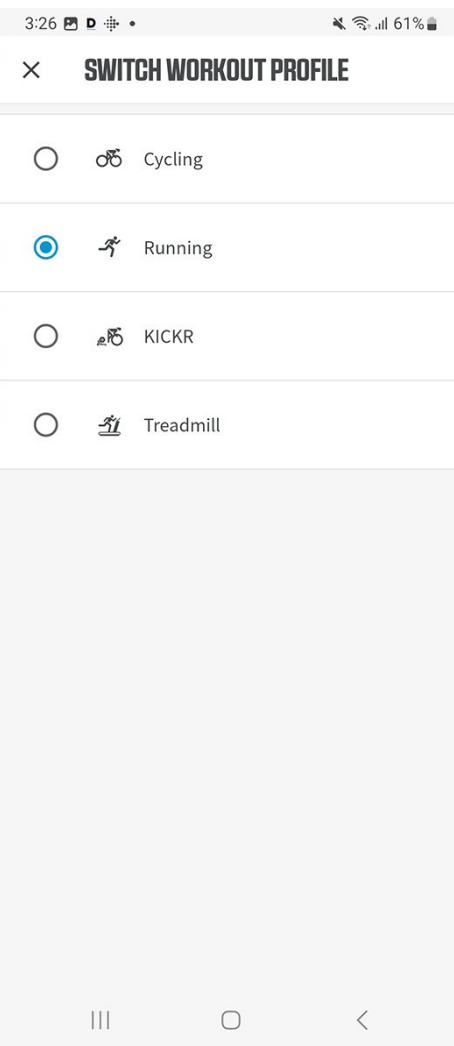 3:26 D 61%
SWITCH WORKOUT PROFILE
Cycling
Running
KICKR
Treadmill